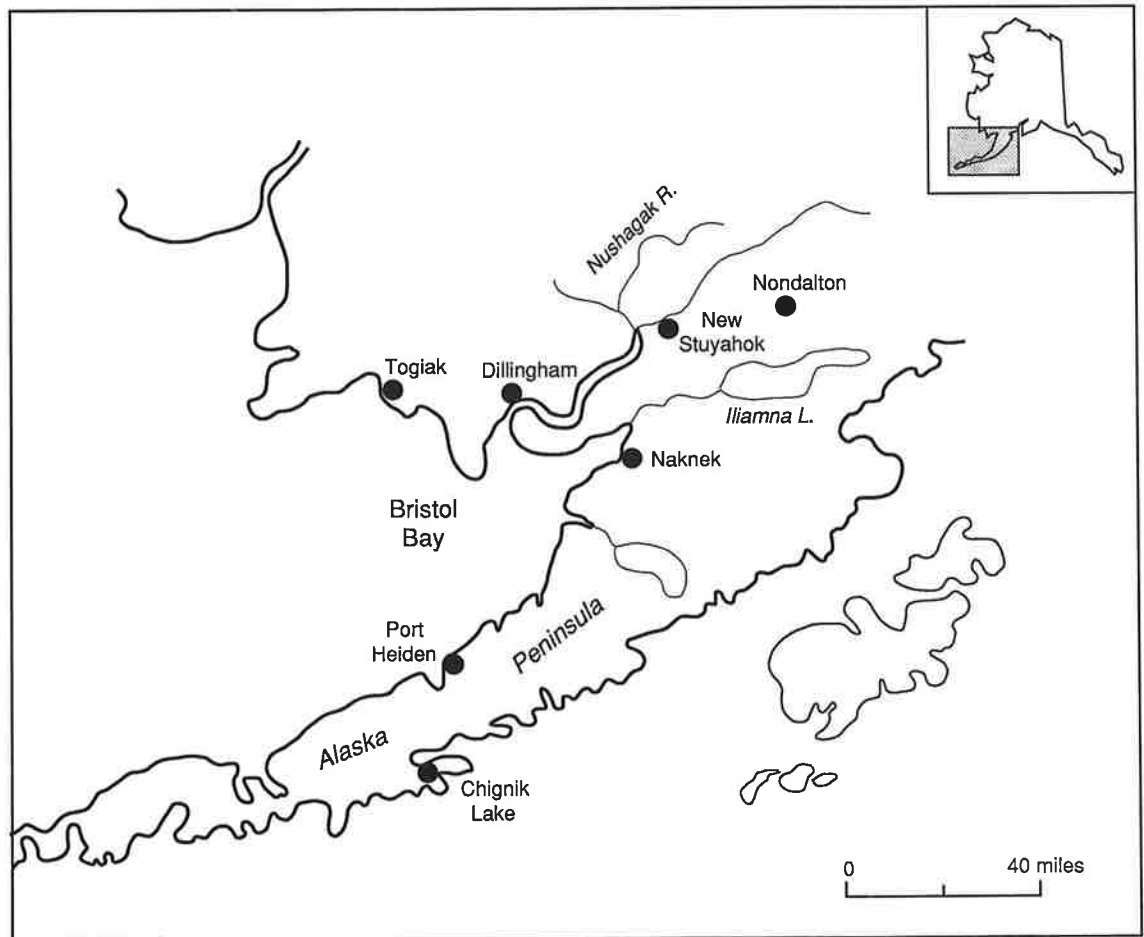 Nushagak R.
Nondalton
New
Stuyahok
Togiak
Dillingham
Iliamna L.
Naknek
Bristol
Bay
Port
Heiden
Peninsula
Alaska
Chignik
Lake
0 40 miles